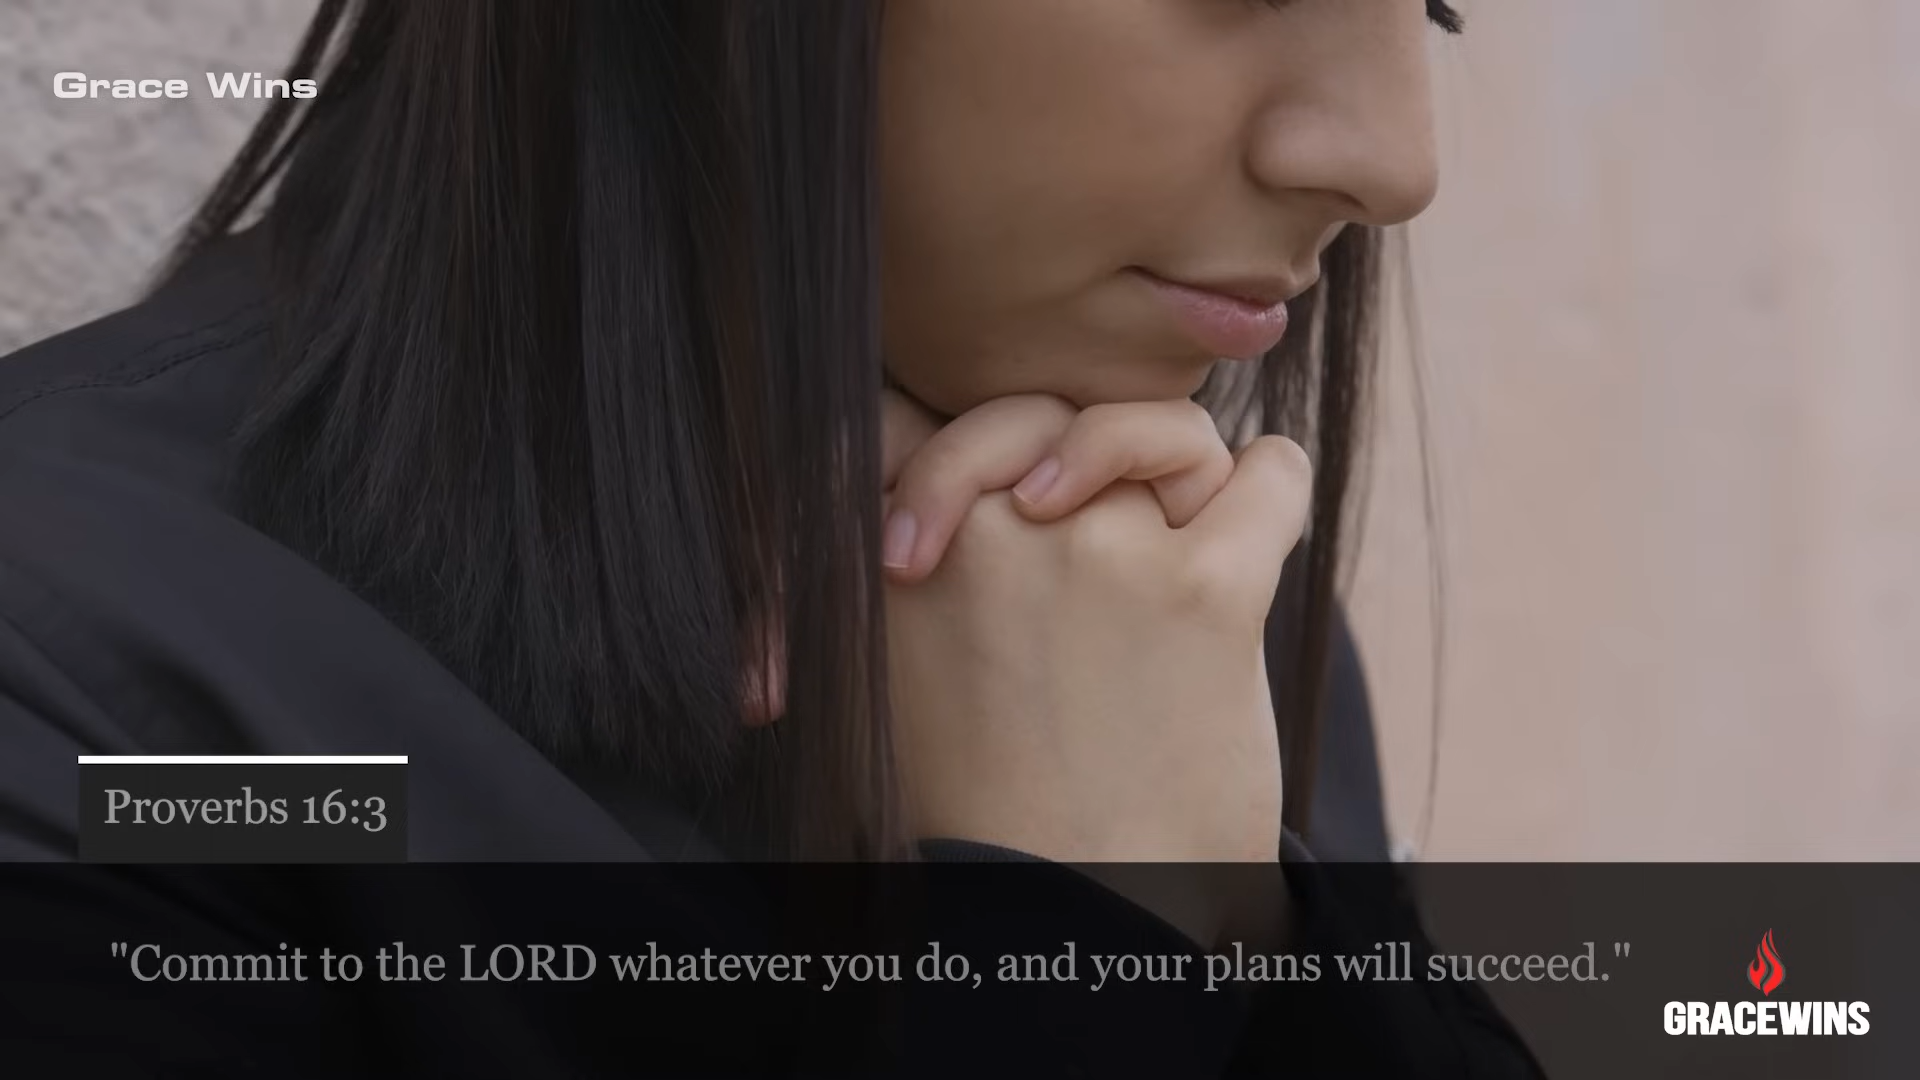 Grace Wins
Proverbs 16:3
"Commit to the LORD whatever you do, and your plans will succeed."
GRACEWINS